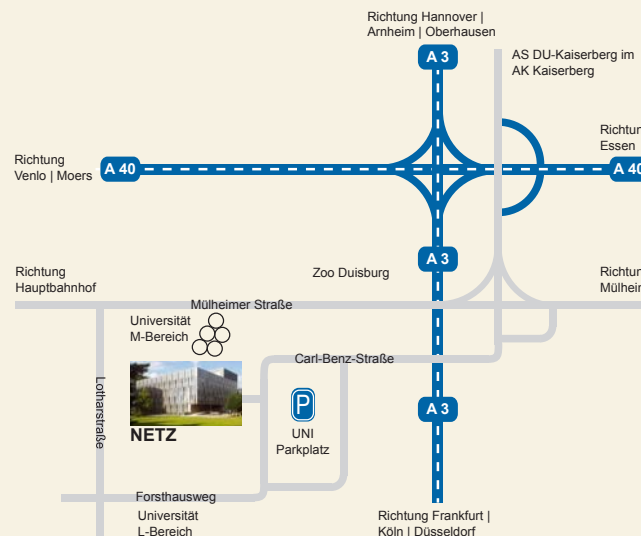 Richtung Hannover |
Arnheim | Oberhausen
A 3
AS DU-Kaiserberg im
AK Kaiserberg
Richtung
Venlo | Moers
A 40
Richtun
Essen
A 40
A 3
Richtung
Hauptbahnhof
Zoo Duisburg
Richtun
Mülheim
Mülheimer Straße
Universität
M-Bereich
Carl-Benz-Straße
Lotharstraße
NETZ
P
UNI
Parkplatz
A 3
Forsthausweg
Universität
L-Bereich
Richtung Frankfurt |
Köln | Düsseldorf